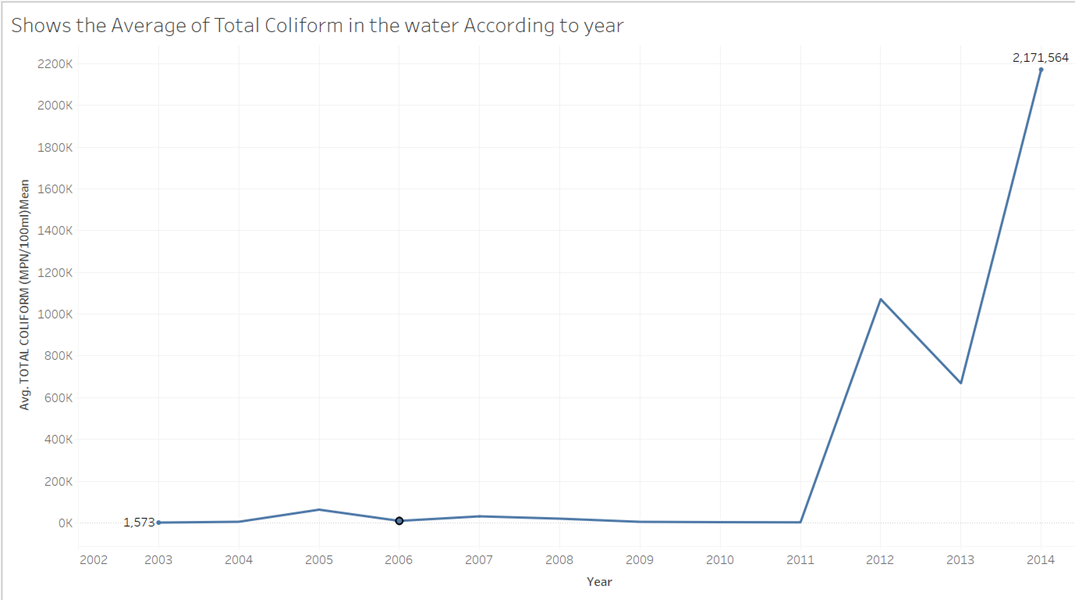 Shows the Average of Total Coliform in the water According to year
2,171,564
2200K
2000K
1800K
1600K
1400K
1200K
1000K
800K
600K
400K
200K
0K
1,573
Avg. TOTAL COLIFORM (MPN/100ml)Mean
2002 2003 2004 2005 2006 2007 2008 2009 2010 2011 2012 2013 2014
Year